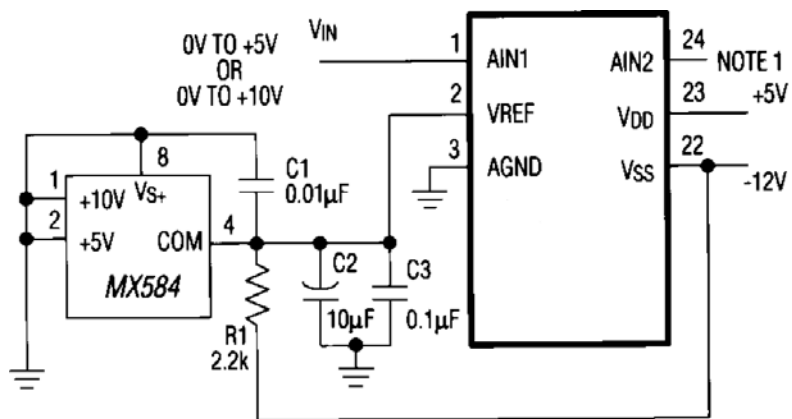 0V TO +5V
OR
0V TO +10V
VIN
1
AIN1
AIN2
24
NOTE 1
2
VREF
VDD
23
+5V
3
AGND
VSS
22
-12V
8
C1
0.01µF
1
+10V
VS+
2
+5V
COM
4
MX584
C2
C3
10µF
0.1µF
R1
2.2k